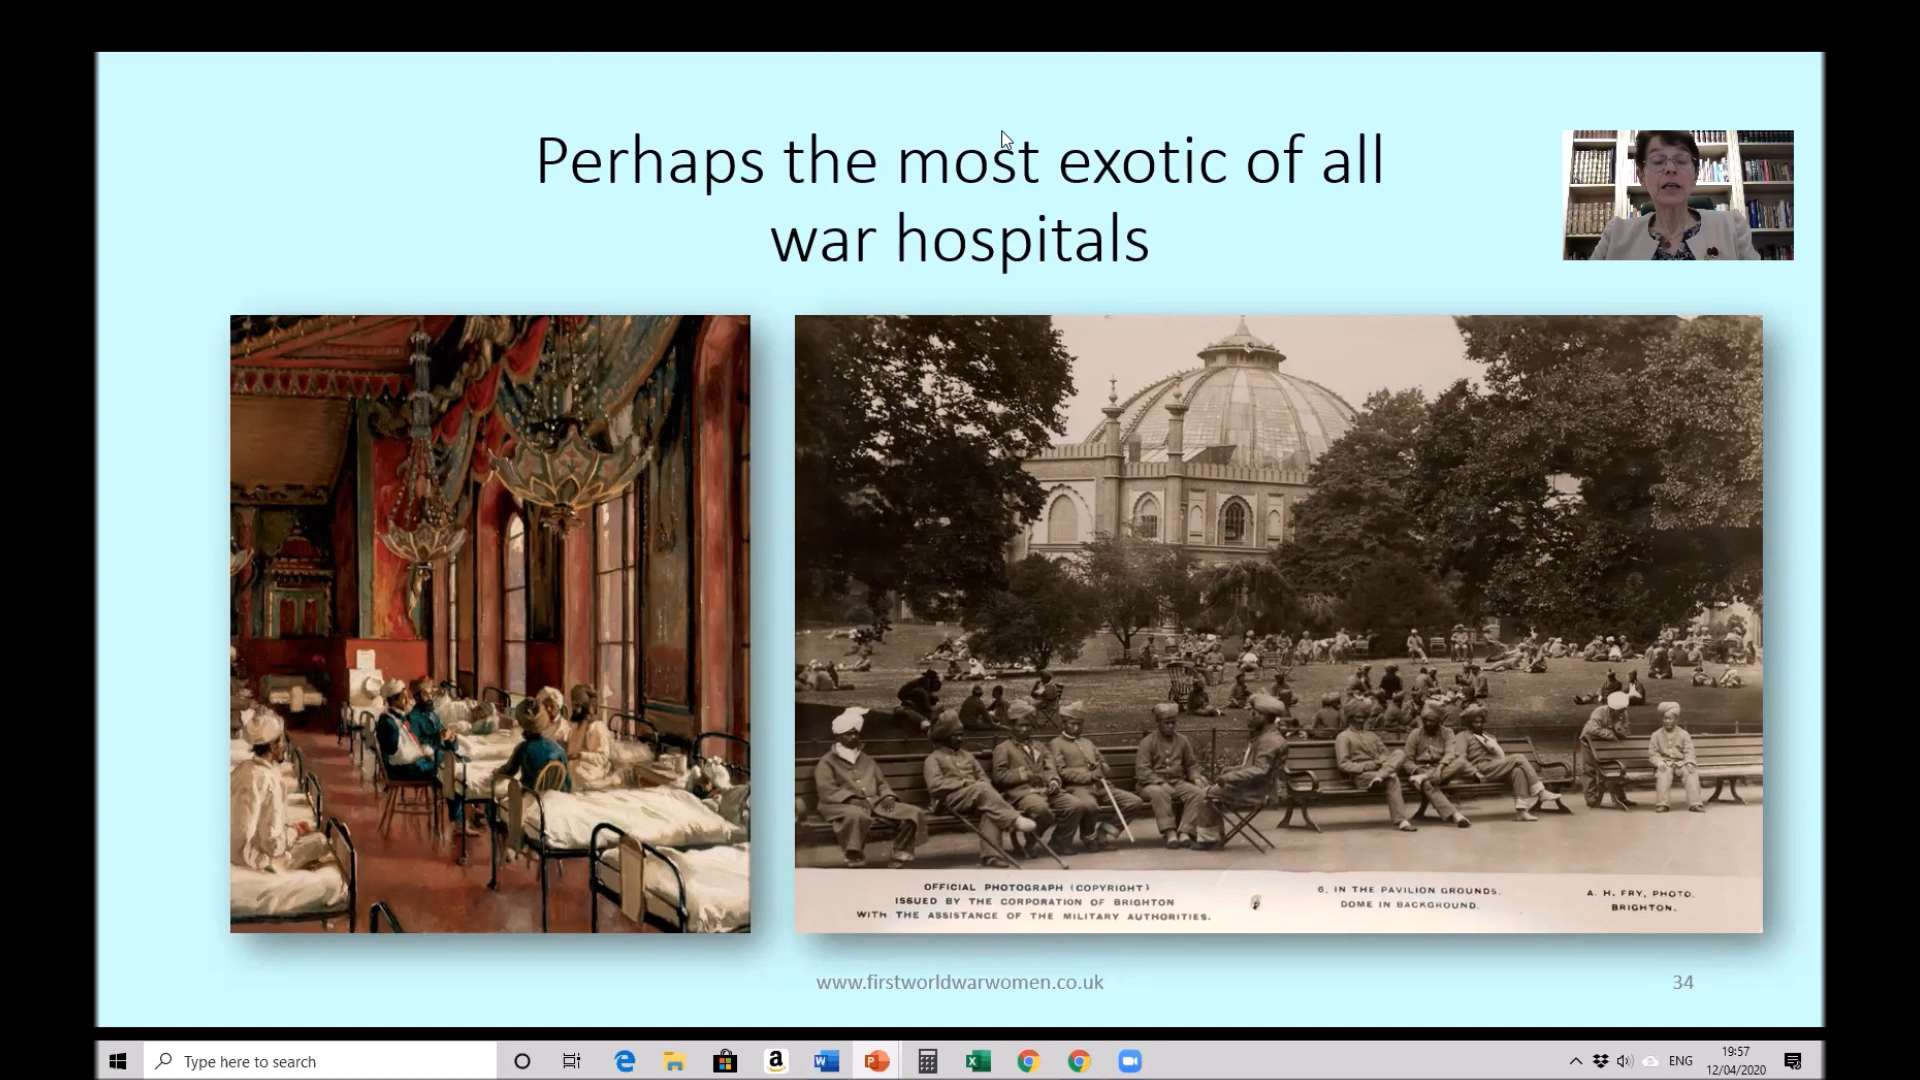 Perhaps the most exotic of all
war hospitals
OFFICIAL PHOTOGRAPH (COPYRIGHT)
ISSUED BY THE CORPORATION OF BRIGHTON
WITH THE ASSISTANCE OF THE MILITARY AUTHORITIES.
6. IN THE PAVILION GROUNDS.
DOME IN BACKGROUND.
A. H. FRY, PHOTO.
BRIGHTON.
www.firstworldwarwomen.co.uk
34
Type here to search
ENG
19:57
12/04/2020